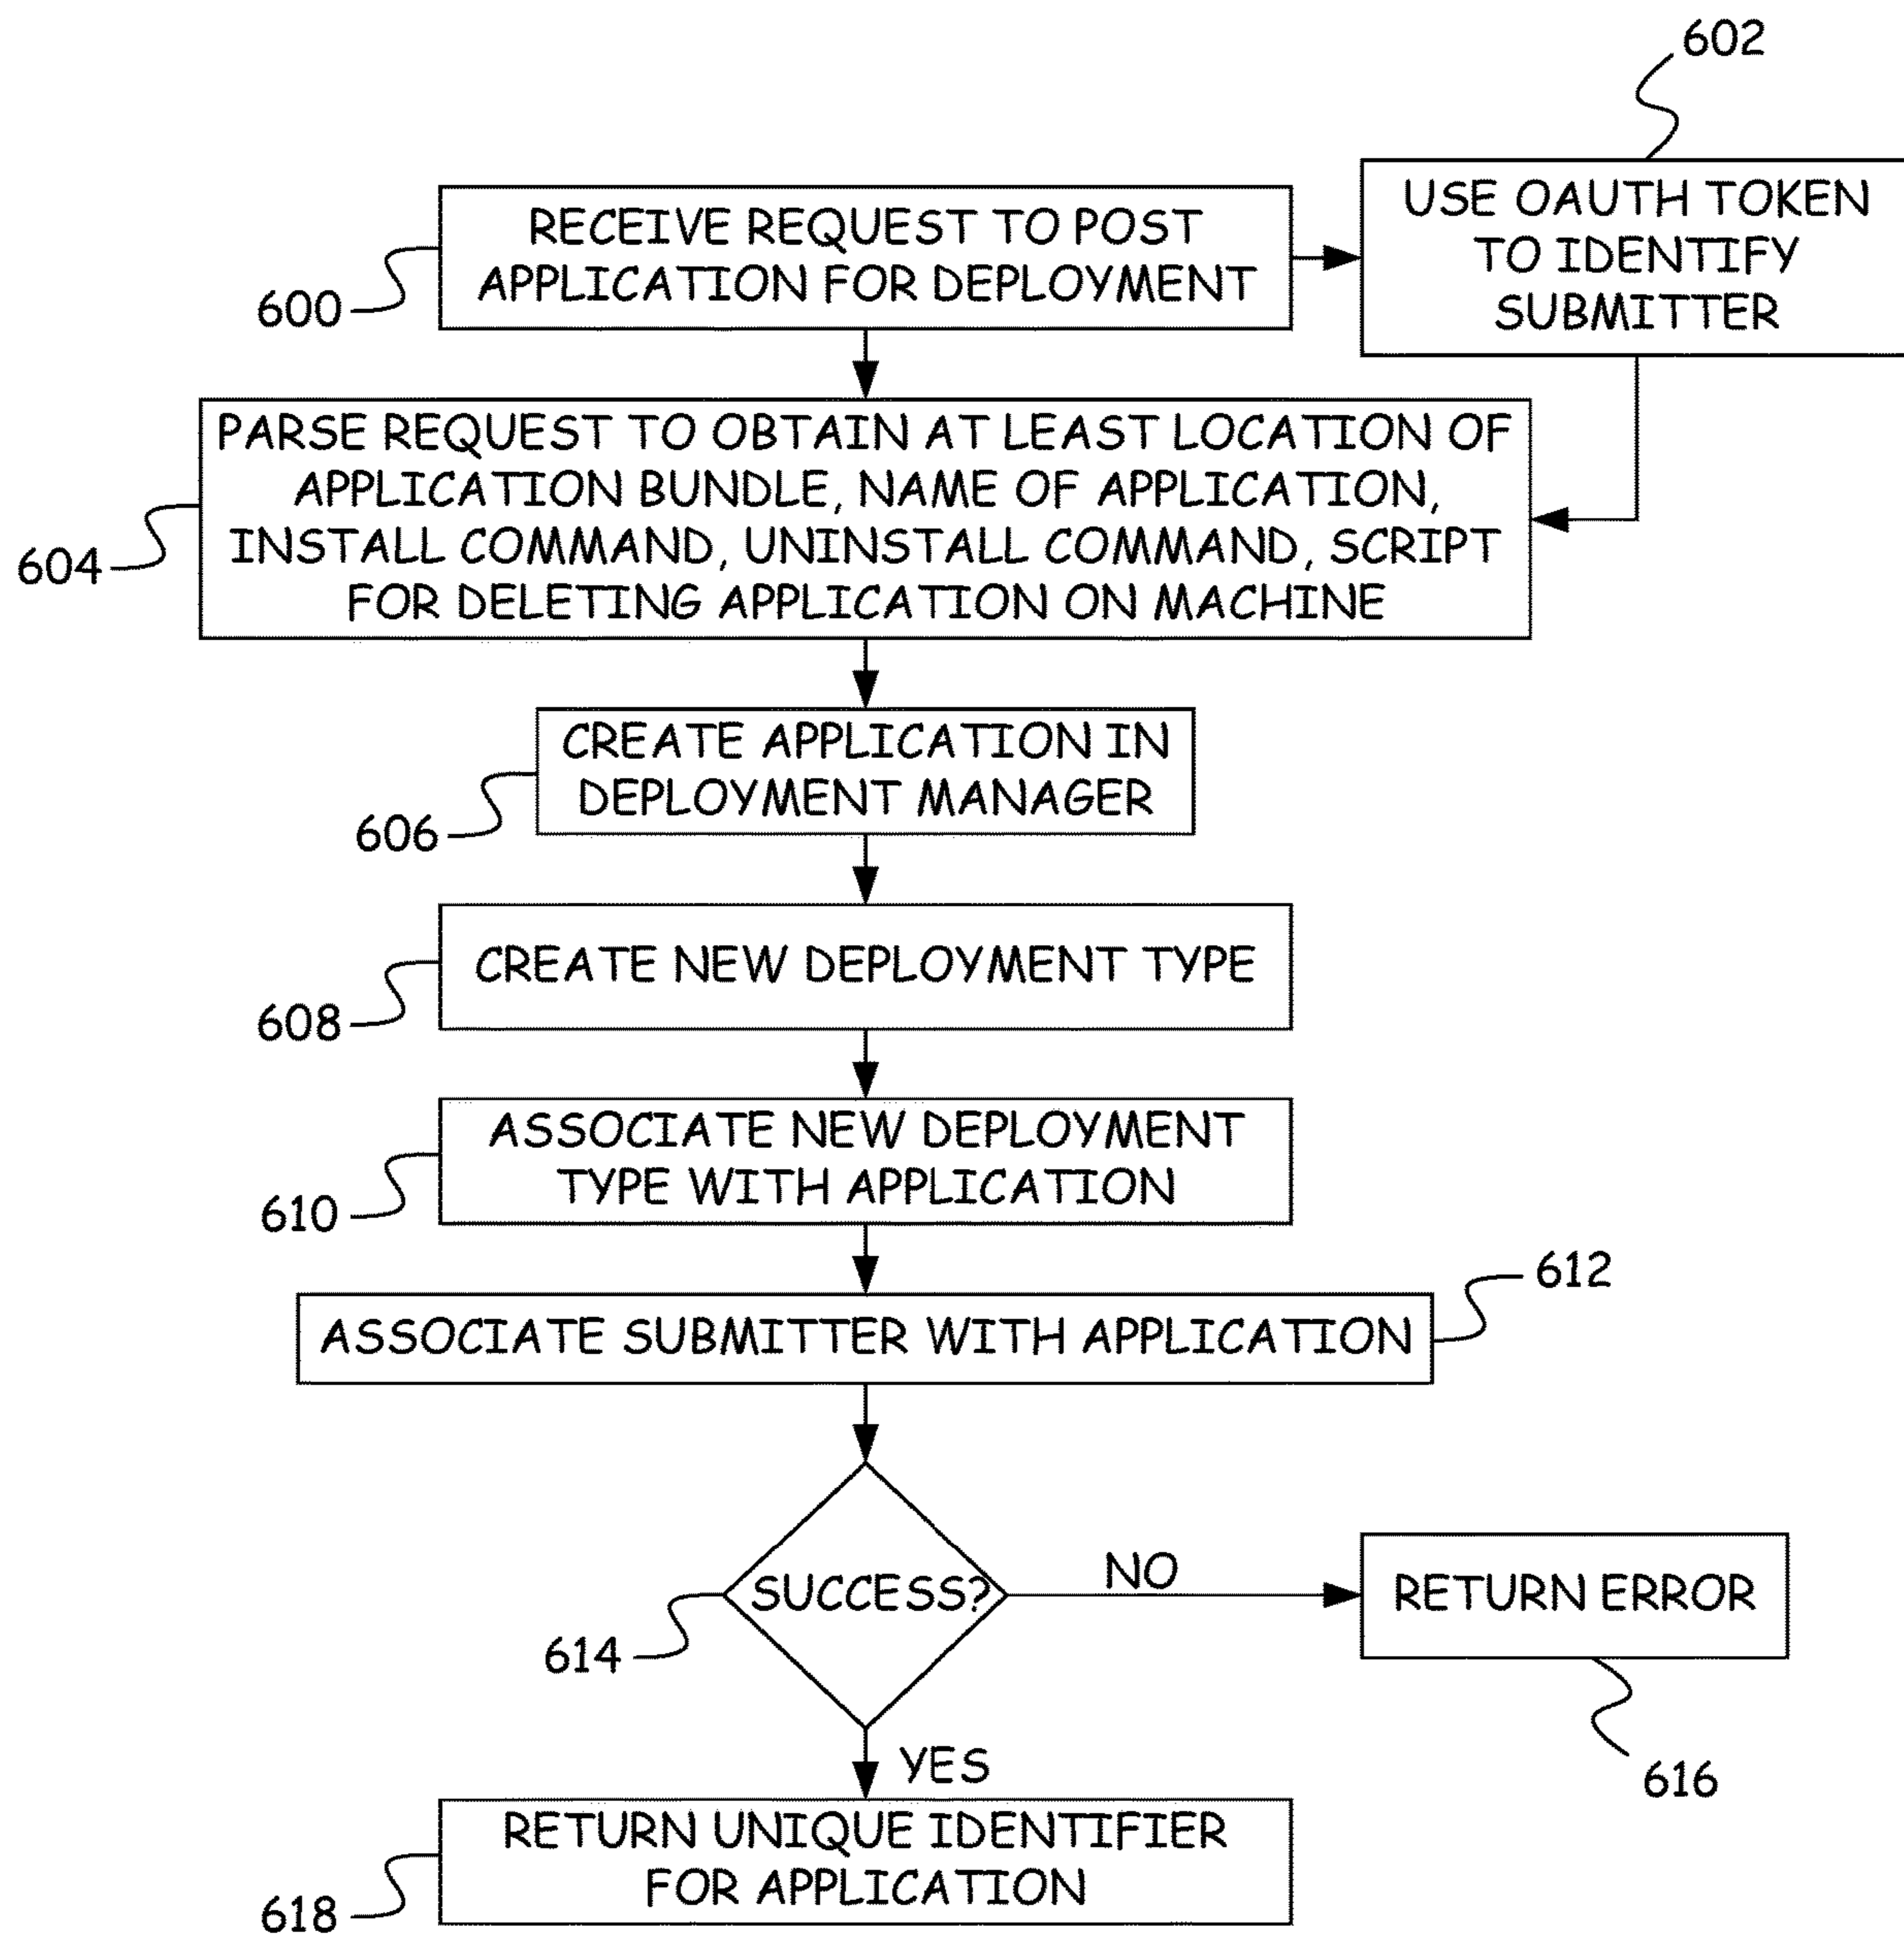 602
USE OAUTH TOKEN
TO IDENTIFY
SUBMITTER
RECEIVE REQUEST TO POST
APPLICATION FOR DEPLOYMENT
600
PARSE REQUEST TO OBTAIN AT LEAST LOCATION OF
APPLICATION BUNDLE, NAME OF APPLICATION,
INSTALL COMMAND, UNINSTALL COMMAND, SCRIPT
FOR DELETING APPLICATION ON MACHINE
604
CREATE APPLICATION IN
DEPLOYMENT MANAGER
606
CREATE NEW DEPLOYMENT TYPE
608
ASSOCIATE NEW DEPLOYMENT
TYPE WITH APPLICATION
610
612
ASSOCIATE SUBMITTER WITH APPLICATION
SUCCESS?
614
NO
RETURN ERROR
616
YES
RETURN UNIQUE IDENTIFIER
FOR APPLICATION
618